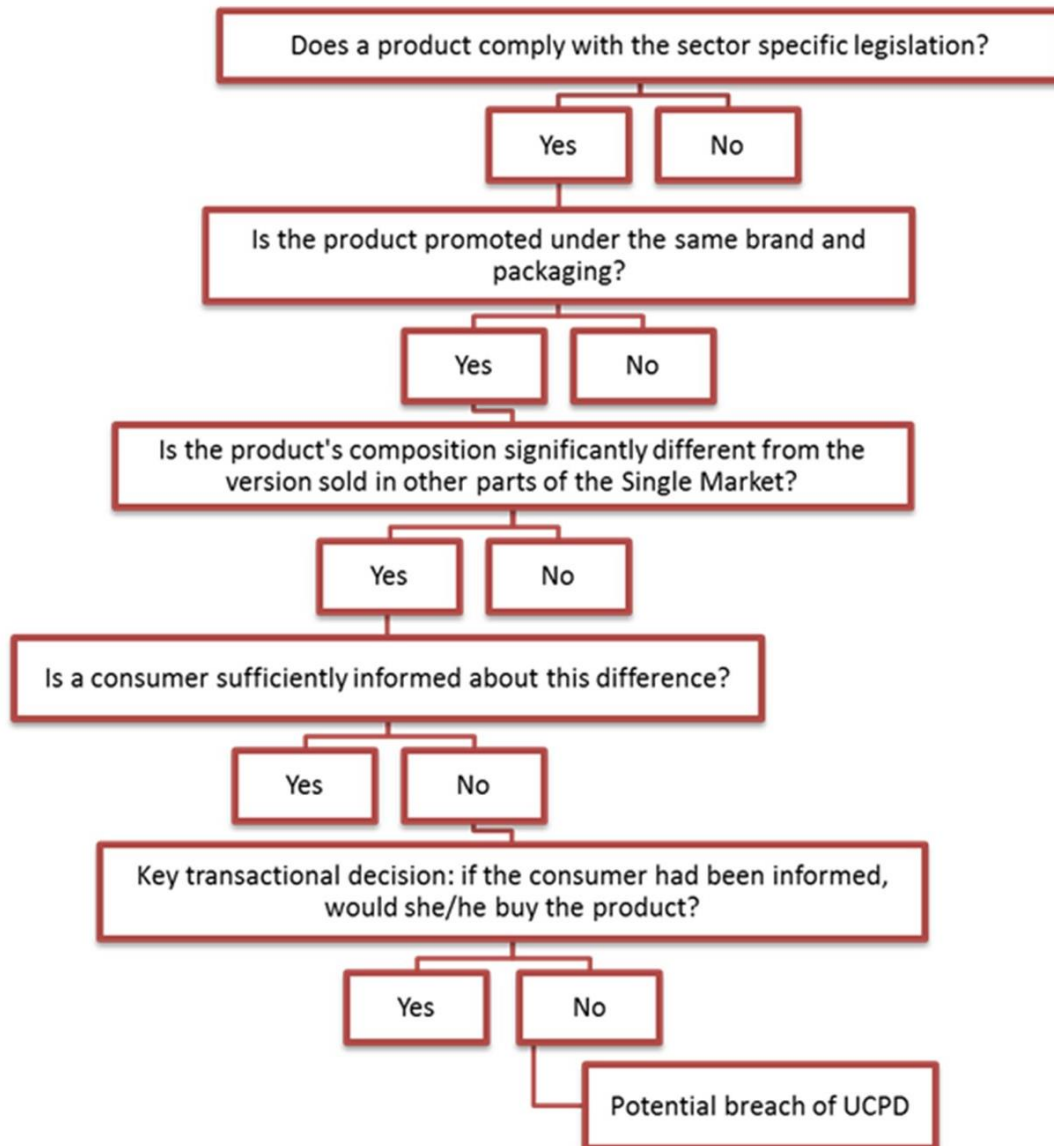 Does a product comply with the sector specific legislation?
Yes
No
Is the product promoted under the same brand and
packaging?
Yes
No
Is the product's composition significantly different from the
version sold in other parts of the Single Market?
Yes
No
Is a consumer sufficiently informed about this difference?
Yes
No
Key transactional decision: if the consumer had been informed,
would she/he buy the product?
Yes
No
Potential breach of UCPD